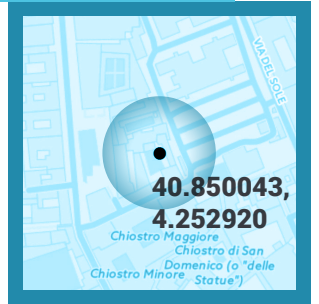 VIA DEL SOLE
40.850043,
4.252920
Chiostro Maggiore
Chiostro di San
Domenico (o "delle
Statue")
Chiostro Minore